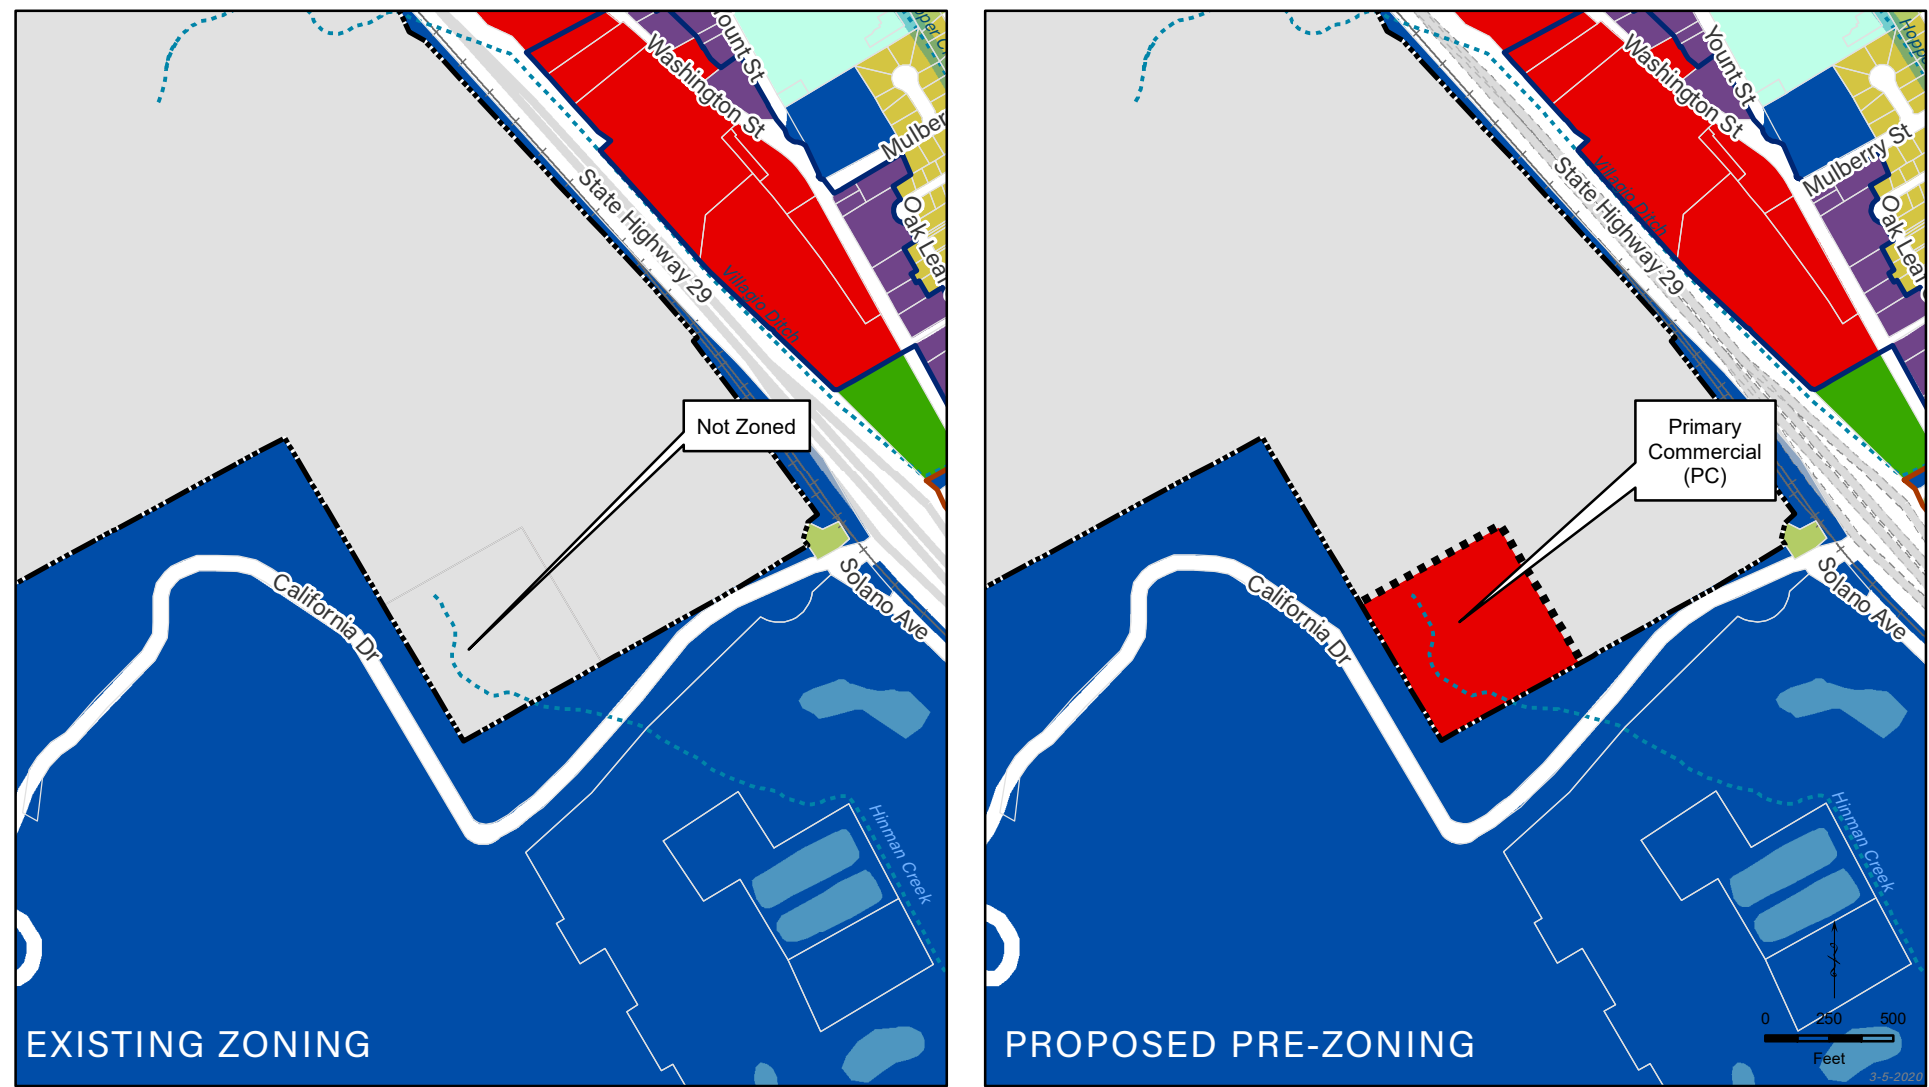 Yount St
Washington St
Mulber
Oak Leaf
State Highway 29
Villagio Ditch
Not Zoned
California Dr
Solano Ave
Hinman Creek
EXISTING ZONING
Hopp
Yount St
Washington St
Mulberry St
Oak Leaf
State Highway 29
Villagio Ditch
Primary
Commercial
(PC)
California Dr
Solano Ave
Hinman Creek
PROPOSED PRE-ZONING
0 250 500
Feet
3-5-2020